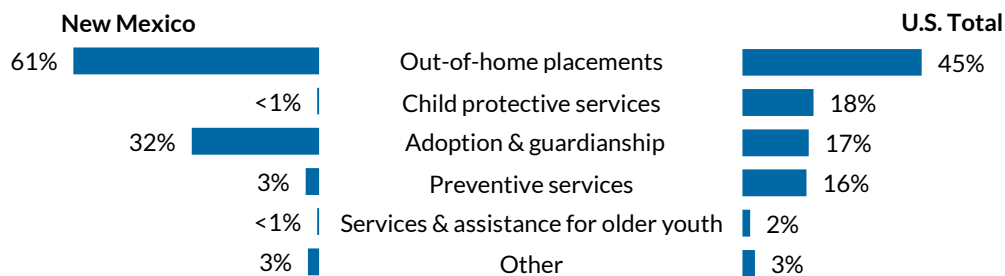 New Mexico U.S. Total
61% Out-of-home placements 45%
<1% Child protective services 18%
32% Adoption & guardianship 17%
3% Preventive services 16%
<1% Services & assistance for older youth 2%
3% Other 3%